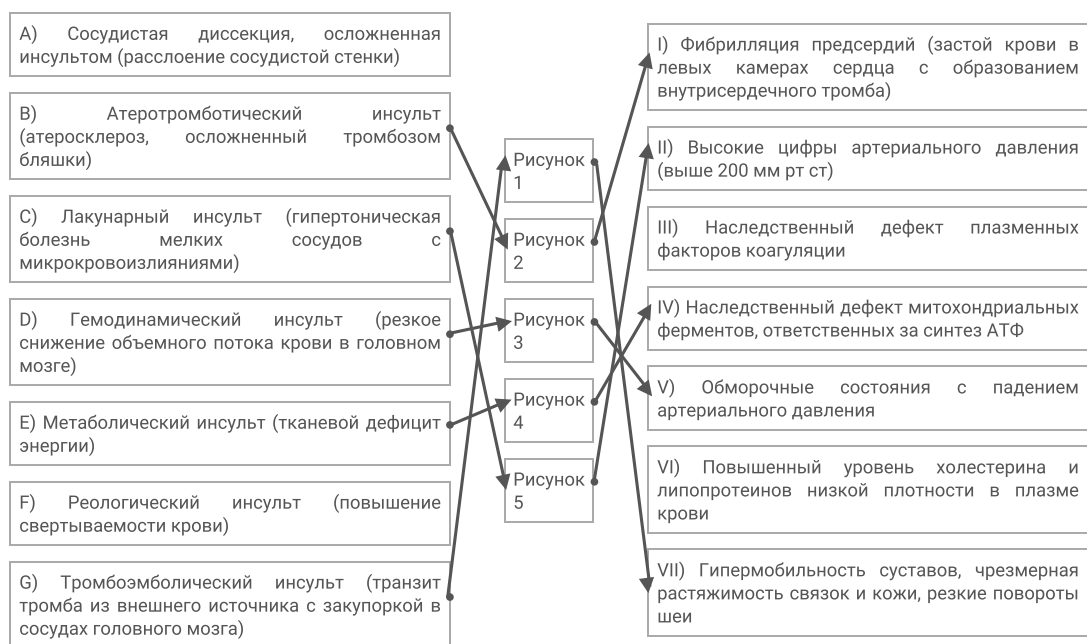 A) Сосудистая диссекция, осложненная
инсультом (расслоение сосудистой стенки)
B) Атеротромботический инсульт
(атеросклероз, осложненный тромбозом
бляшки)
C) Лакунарный инсульт (гипертоническая
болезнь мелких сосудов с
микрокровоизлияниями)
D) Гемодинамический инсульт (резкое
снижение объемного потока крови в головном
мозге)
E) Метаболический инсульт (тканевой дефицит
энергии)
F) Реологический инсульт (повышение
свертываемости крови)
G) Тромбоэмболический инсульт (транзит
тромба из внешнего источника с закупоркой в
сосудах головного мозга)
Рисунок
1
Рисунок
2
Рисунок
3
Рисунок
4
Рисунок
5
I) Фибрилляция предсердий (застой крови в
левых камерах сердца с образованием
внутрисердечного тромба)
II) Высокие цифры артериального давления
(выше 200 мм рт ст)
III) Наследственный дефект плазменных
факторов коагуляции
IV) Наследственный дефект митохондриальных
ферментов, ответственных за синтез АТФ
V) Обморочные состояния с падением
артериального давления
VI) Повышенный уровень холестерина и
липопротеинов низкой плотности в плазме
крови
VII) Гипермобильность суставов, чрезмерная
растяжимость связок и кожи, резкие повороты
шеи